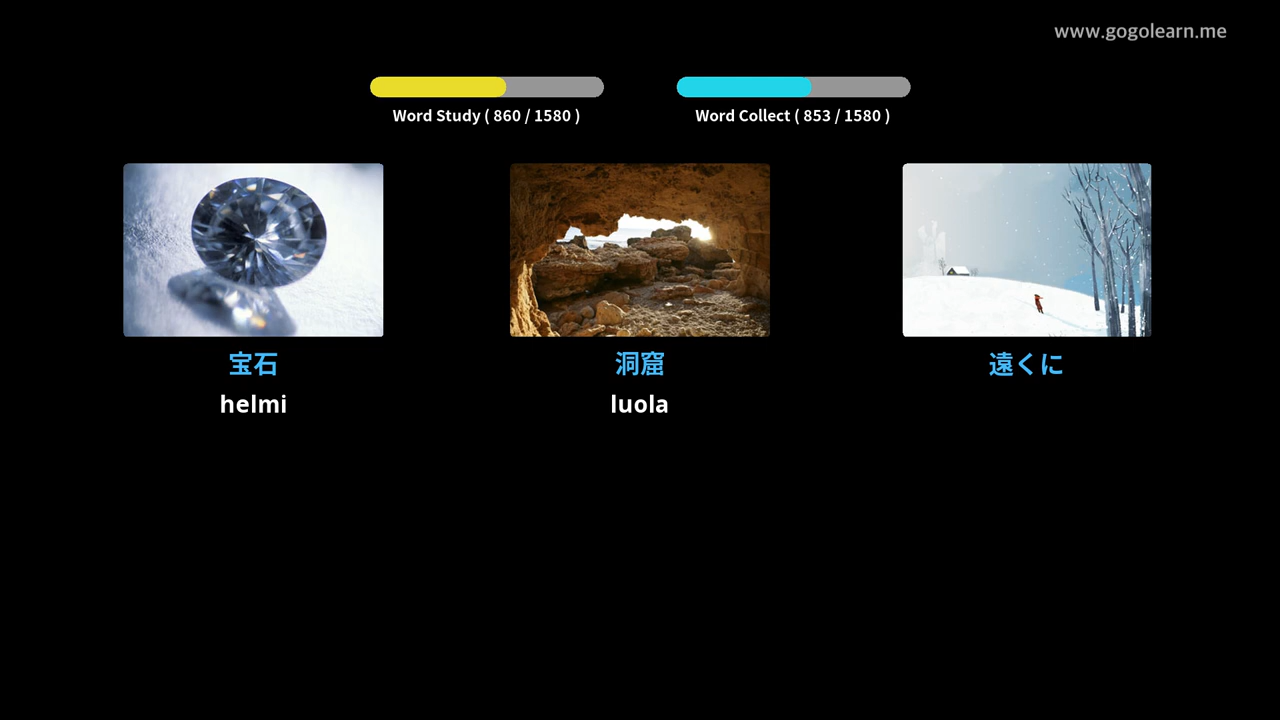 www.gogolearn.me
Word Study ( 860 / 1580 )
Word Collect ( 853 / 1580 )
宝石
helmi
洞窟
luola
遠くに